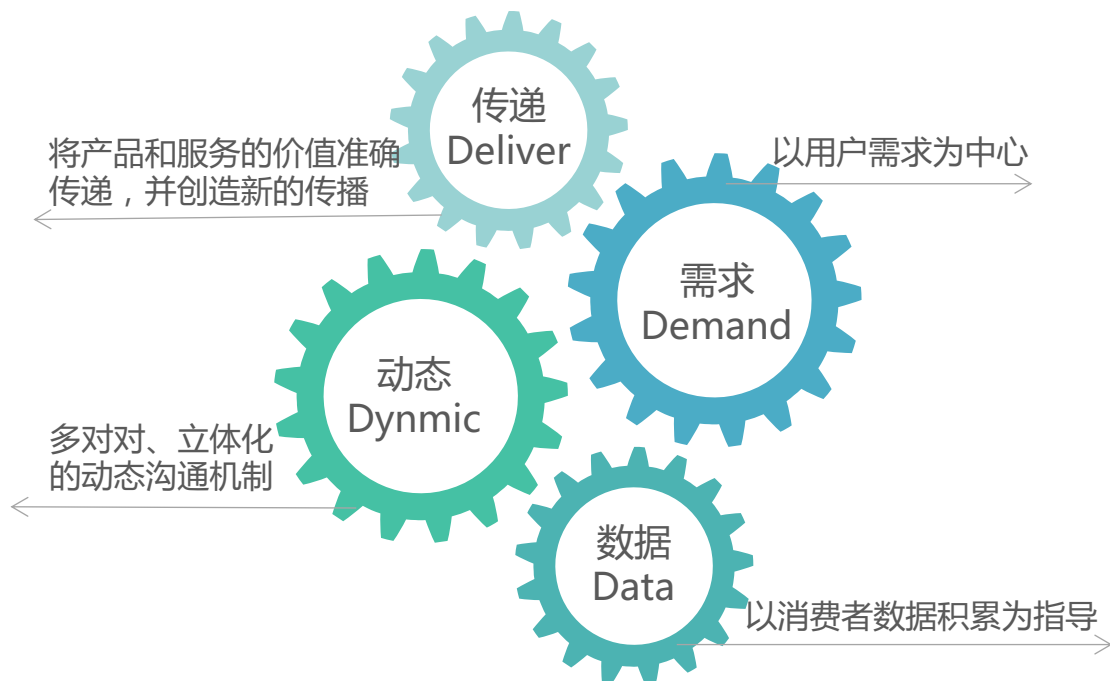 传递
Deliver
将产品和服务的价值准确
传递，并创造新的传播
以用户需求为中心
需求
Demand
动态
Dynmic
多对对、立体化
的动态沟通机制
数据
Data
以消费者数据积累为指导